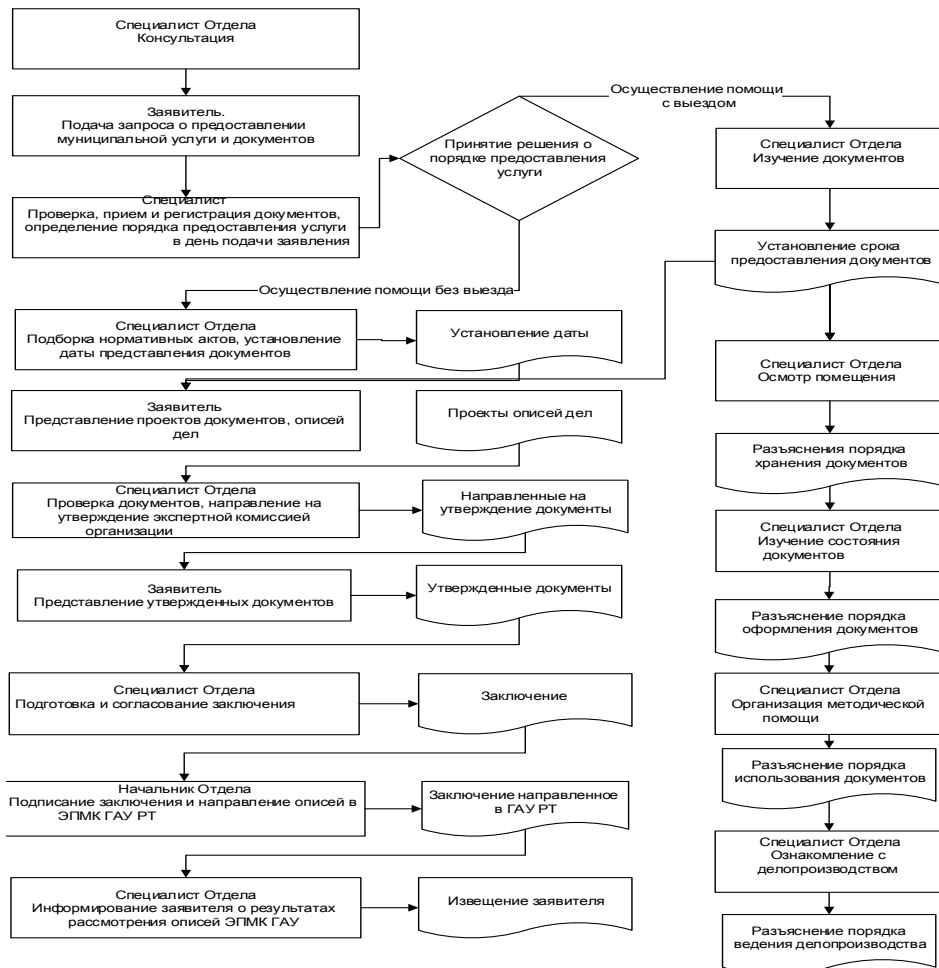 Специалист Отдела
Консультация
Заявитель.
Подача запроса о предоставлении
муниципальной услуги и документов
Специалист
Проверка, прием и регистрация документов,
определение порядка предоставления услуги
в день подачи заявления
Принятие решения о
порядке предоставления
услуги
Осуществление помощи
с выездом
Специалист Отдела
Изучение документов
Установление срока
предоставления документов
Осуществление помощи без выезда
Специалист Отдела
Подборка нормативных актов, установление
даты представления документов
Установление даты
Специалист Отдела
Осмотр помещения
Заявитель
Представление проектов документов, описей
дел
Проекты описей дел
Разъяснения порядка
хранения документов
Специалист Отдела
Проверка документов, направление на
утверждение экспертной комиссией
организации
Направленные на
утверждение документы
Специалист Отдела
Изучение состояния
документов
Заявитель
Представление утвержденных документов
Утвержденные документы
Разъяснение порядка
оформления документов
Специалист Отдела
Подготовка и согласование заключения
Заключение
Специалист Отдела
Организация методической
помощи
Начальник Отдела
Подписание заключения и направление описей в
ЭПМК ГАУ РТ
Заключение направленное
в ГАУ РТ
Разъяснение порядка
использования документов
Специалист Отдела
Ознакомление с
делопроизводством
Специалист Отдела
Информирование заявителя о результатах
рассмотрения описей ЭПМК ГАУ
Извещение заявителя
Разъяснение порядка
ведения делопроизводства